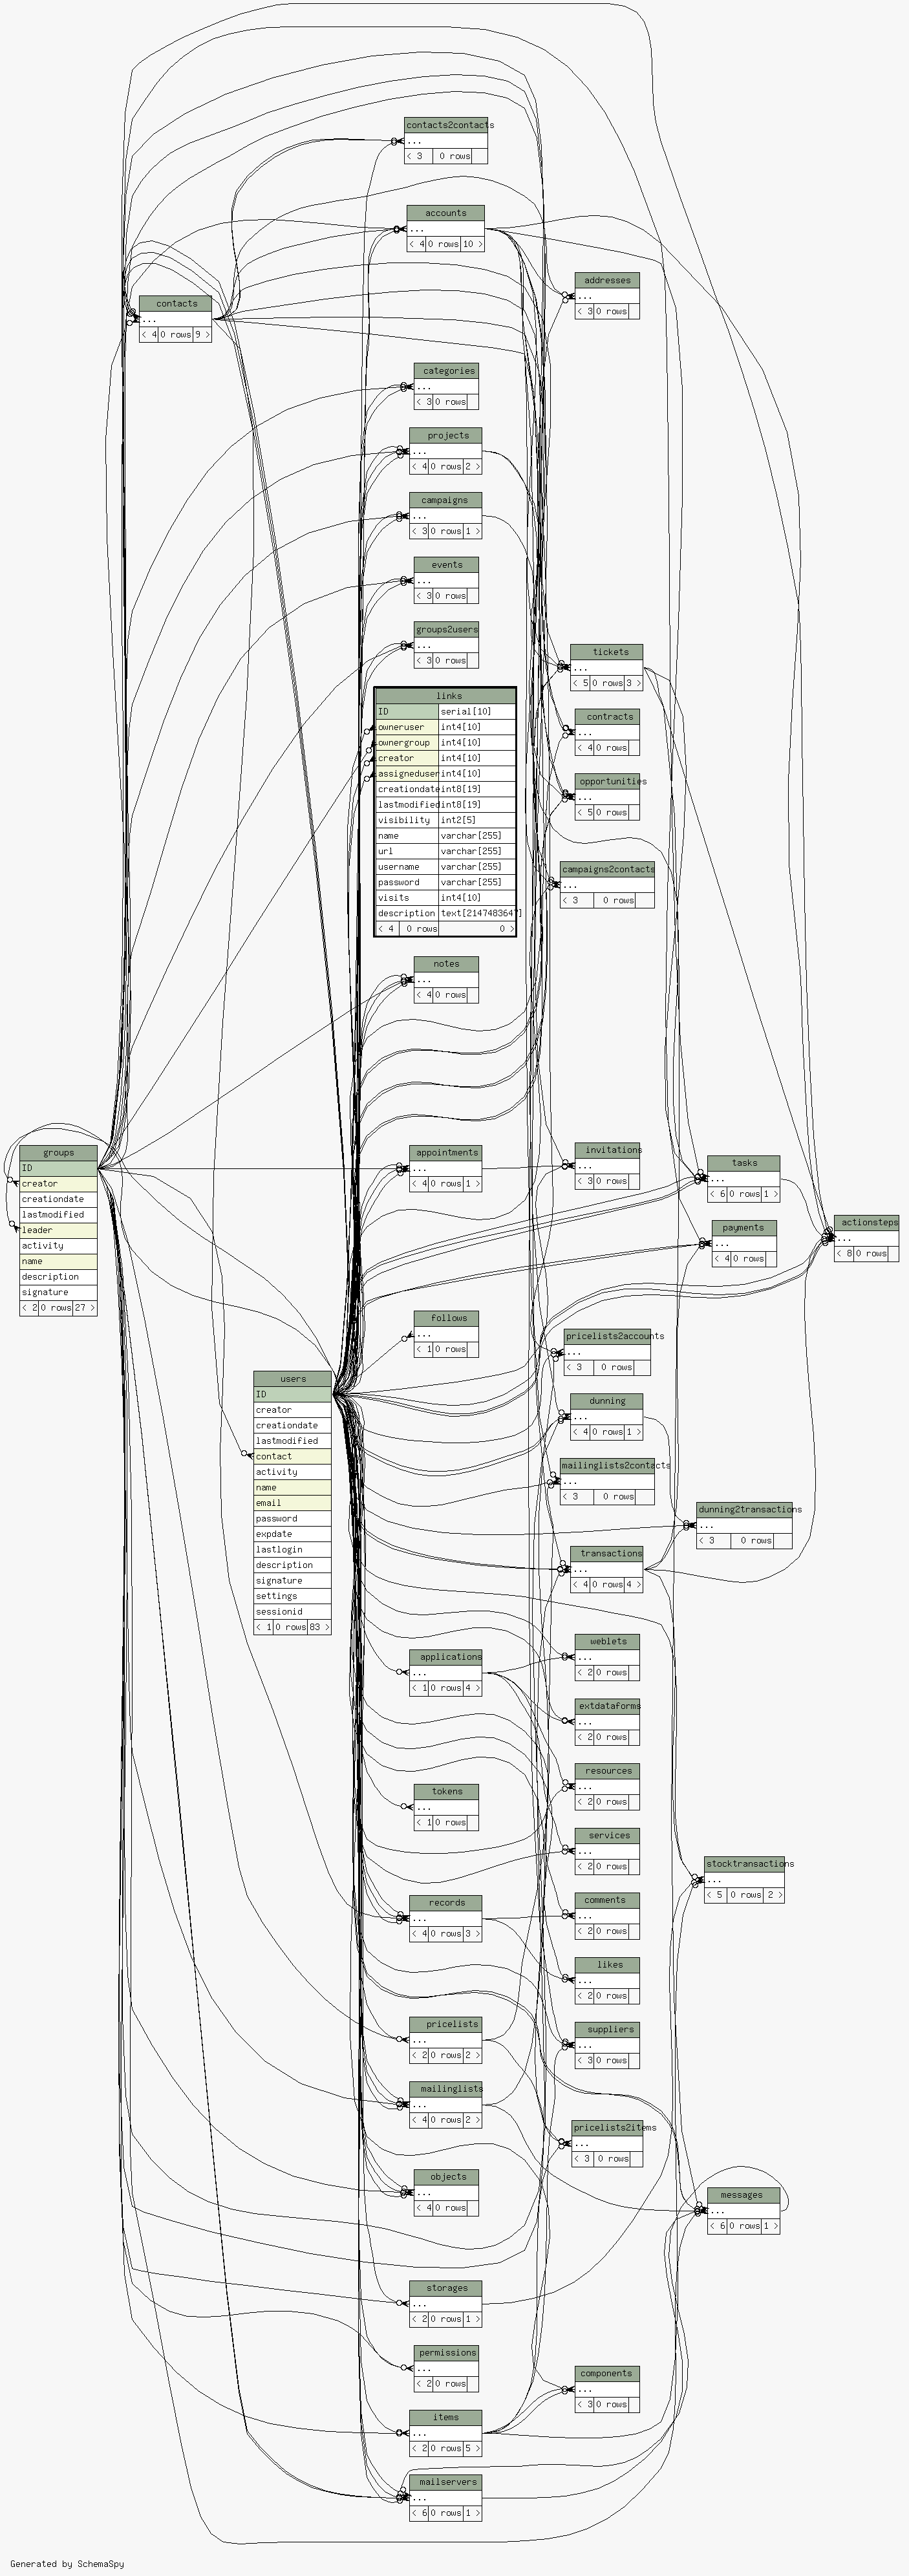 contacts2contacts
...
< 3 0 rows
accounts
...
< 4 0 rows 10 >
addresses
...
< 3 0 rows
contacts
...
< 4 0 rows 9 >
categories
...
< 3 0 rows
projects
...
< 4 0 rows 2 >
campaigns
...
< 3 0 rows 1 >
events
...
< 3 0 rows
groups2users
...
< 3 0 rows
tickets
...
< 5 0 rows 3 >
links
ID serial[10]
owneruser int4[10]
ownergroup int4[10]
creator int4[10]
assigneduser int4[10]
creationdate int8[19]
lastmodified int8[19]
visibility int2[5]
name varchar[255]
url varchar[255]
username varchar[255]
password varchar[255]
visits int4[10]
description text[2147483647]
< 4 0 rows 0 >
contracts
...
< 4 0 rows
opportunities
...
< 5 0 rows
campaigns2contacts
...
< 3 0 rows
notes
...
< 4 0 rows
groups
ID
creator
creationdate
lastmodified
leader
activity
name
description
signature
< 2 0 rows 27 >
appointments
...
< 4 0 rows 1 >
invitations
...
< 3 0 rows
tasks
...
< 6 0 rows 1 >
payments
...
< 4 0 rows
actionsteps
...
< 8 0 rows
follows
...
< 1 0 rows
pricelists2accounts
...
< 3 0 rows
users
ID
creator
creationdate
lastmodified
contact
activity
name
email
password
expdate
lastlogin
description
signature
settings
sessionid
< 1 0 rows 83 >
dunning
...
< 4 0 rows 1 >
mailinglists2contacts
...
< 3 0 rows
dunning2transactions
...
< 3 0 rows
transactions
...
< 4 0 rows 4 >
weblets
...
< 2 0 rows
applications
...
< 1 0 rows 4 >
extdataforms
...
< 2 0 rows
resources
...
< 2 0 rows
tokens
...
< 1 0 rows
services
...
< 2 0 rows
stocktransactions
...
< 5 0 rows 2 >
records
...
< 4 0 rows 3 >
comments
...
< 2 0 rows
likes
...
< 2 0 rows
pricelists
...
< 2 0 rows 2 >
suppliers
...
< 3 0 rows
mailinglists
...
< 4 0 rows 2 >
pricelists2items
...
< 3 0 rows
objects
...
< 4 0 rows
messages
...
< 6 0 rows 1 >
storages
...
< 2 0 rows 1 >
permissions
...
< 2 0 rows
components
...
< 3 0 rows
items
...
< 2 0 rows 5 >
mailservers
...
< 6 0 rows 1 >
Generated by SchemaSpy